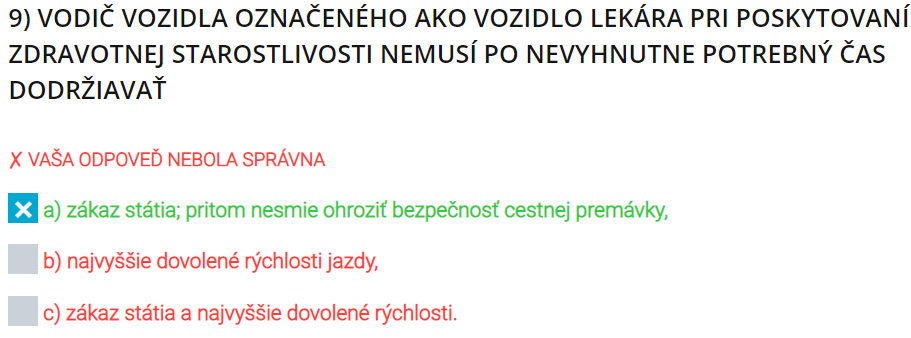 9) VODIČ VOZIDLA OZNAČENÉHO AKO VOZIDLO LEKÁRA PRI POSKYTOVANÍ
ZDRAVOTNEJ STAROSTLIVOSTI NEMUSÍ PO NEVYHNUTNE POTREBNÝ ČAS
DODRŽIAVAŤ
✗ VAŠA ODPOVEĎ NEBOLA SPRÁVNA
a) zákaz státia; pritom nesmie ohroziť bezpečnosť cestnej premávky,
b) najvyššie dovolené rýchlosti jazdy,
c) zákaz státia a najvyššie dovolené rýchlosti.